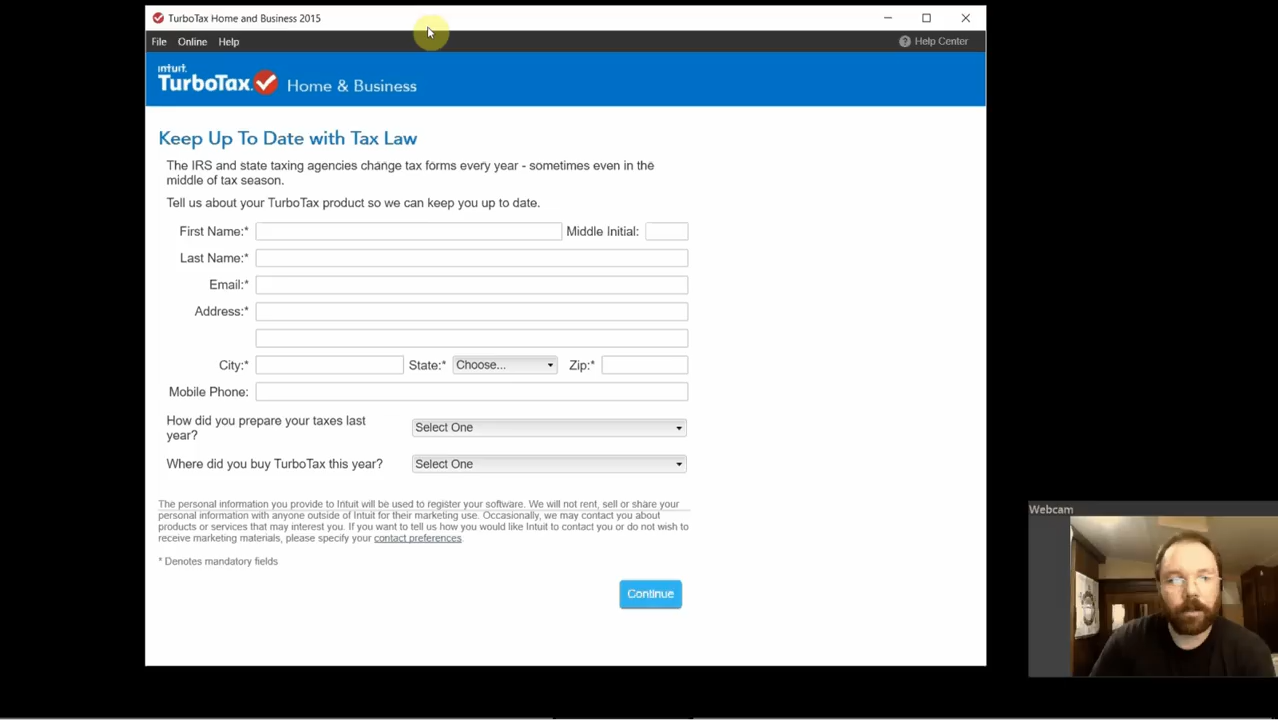 TurboTax Home and Business 2015
File Online Help Help Center
intuit.
TurboTax. Home & Business
Keep Up To Date with Tax Law
The IRS and state taxing agencies change tax forms every year - sometimes even in the
middle of tax season.
Tell us about your TurboTax product so we can keep you up to date.
First Name:* Middle Initial:
Last Name:*
Email:*
Address:*
City:* State:* Choose... Zip:*
Mobile Phone:
How did you prepare your taxes last
year?
Select One
Where did you buy TurboTax this year? Select One
The personal information you provide to Intuit will be used to register your software. We will not rent, sell or share your
personal information with anyone outside of Intuit for their marketing use. Occasionally, we may contact you about
products or services that may interest you. If you want to tell us how you would like Intuit to contact you or do not wish to
receive marketing materials, please specify your contact preferences.
* Denotes mandatory fields
Continue
Webcam